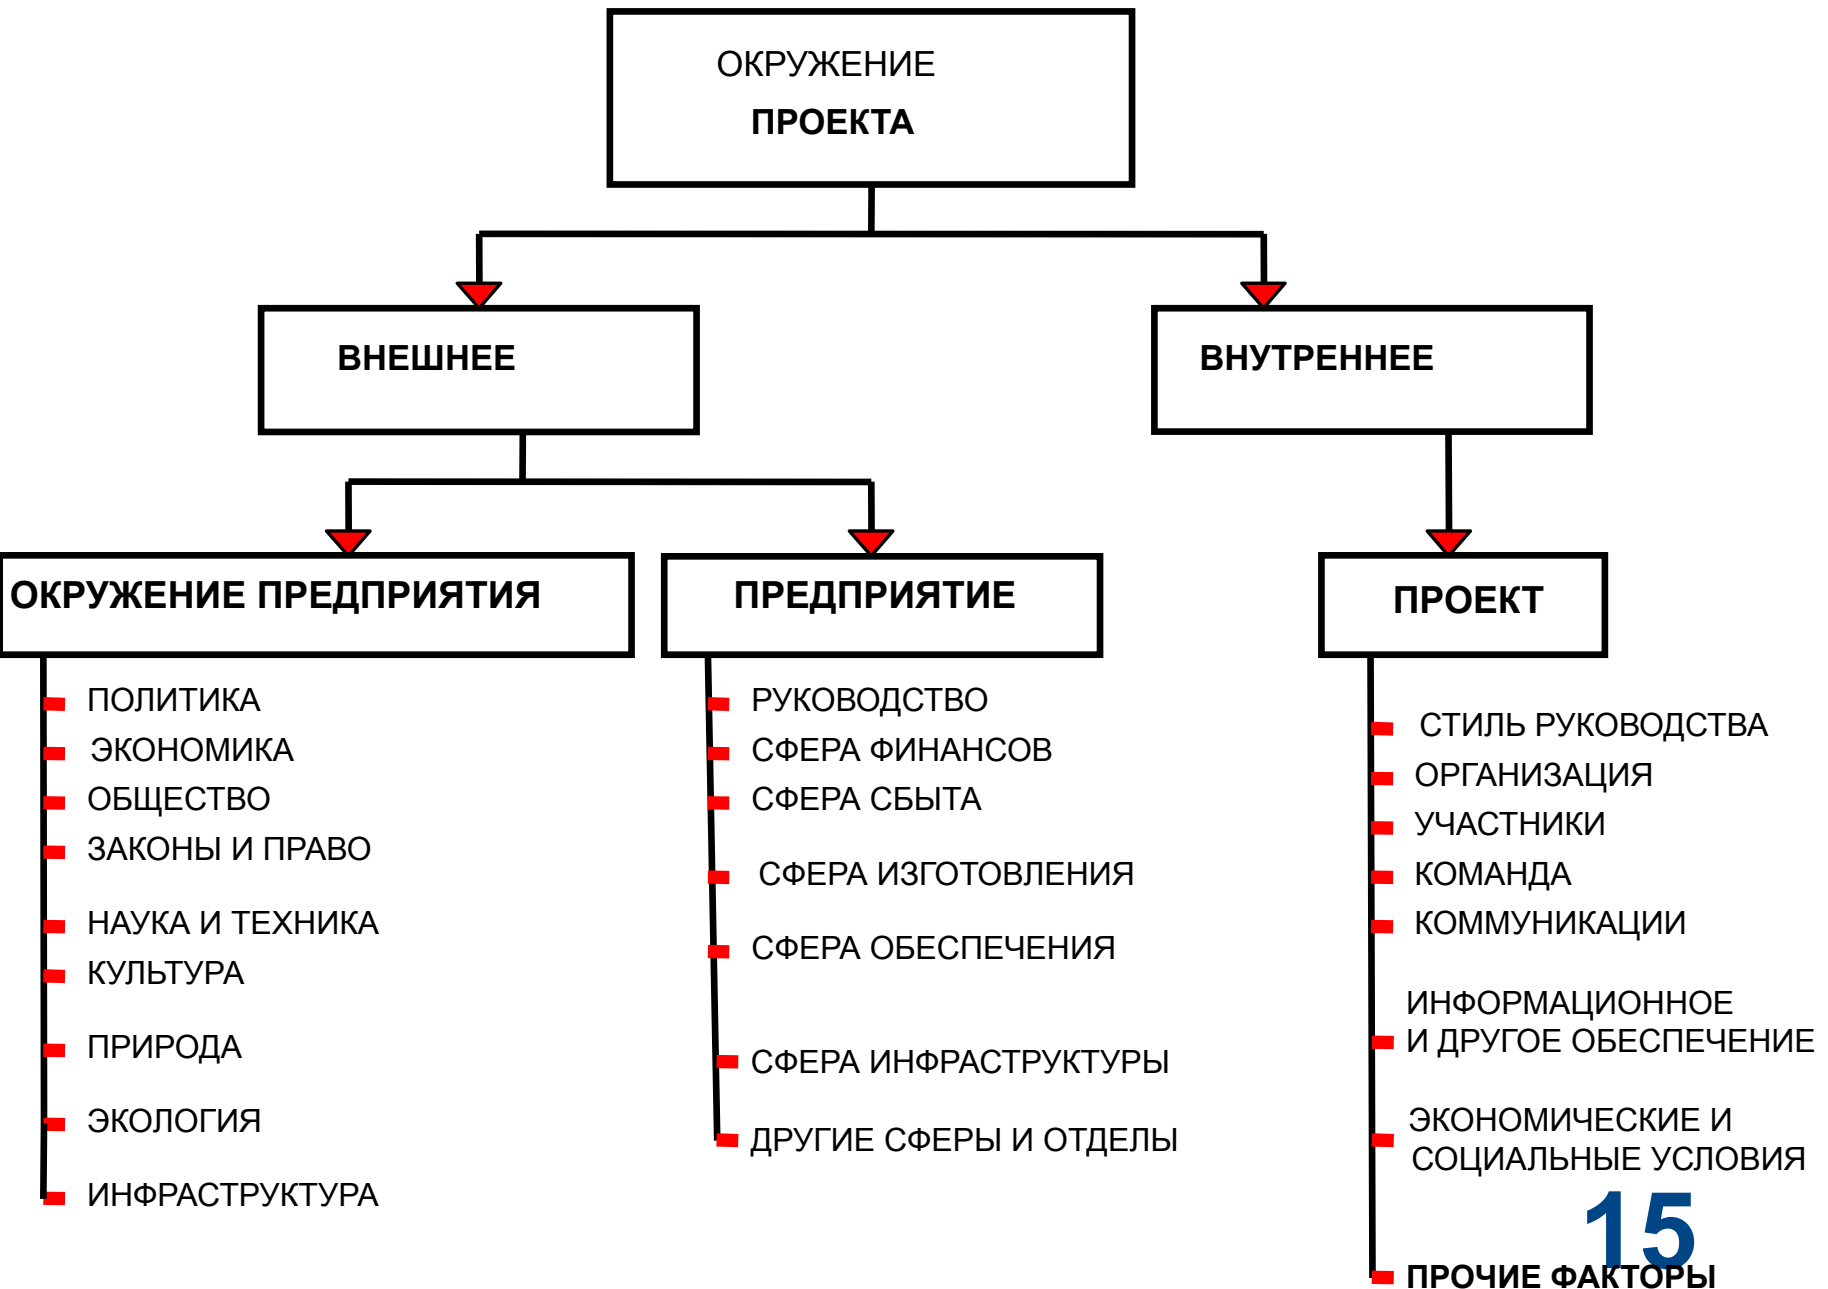 ОКРУЖЕНИЕ
ПРОЕКТА
ВНЕШНЕЕ
ВНУТРЕННЕЕ
ОКРУЖЕНИЕ ПРЕДПРИЯТИЯ
ПОЛИТИКА
ЭКОНОМИКА
ОБЩЕСТВО
ЗАКОНЫ И ПРАВО
НАУКА И ТЕХНИКА
КУЛЬТУРА
ПРИРОДА
ЭКОЛОГИЯ
ИНФРАСТРУКТУРА
ПРЕДПРИЯТИЕ
РУКОВОДСТВО
СФЕРА ФИНАНСОВ
СФЕРА СБЫТА
СФЕРА ИЗГОТОВЛЕНИЯ
СФЕРА ОБЕСПЕЧЕНИЯ
СФЕРА ИНФРАСТРУКТУРЫ
ДРУГИЕ СФЕРЫ И ОТДЕЛЫ
ПРОЕКТ
СТИЛЬ РУКОВОДСТВА
ОРГАНИЗАЦИЯ
УЧАСТНИКИ
КОМАНДА
КОММУНИКАЦИИ
ИНФОРМАЦИОННОЕ
И ДРУГОЕ ОБЕСПЕЧЕНИЕ
ЭКОНОМИЧЕСКИЕ И
СОЦИАЛЬНЫЕ УСЛОВИЯ
15
ПРОЧИЕ ФАКТОРЫ